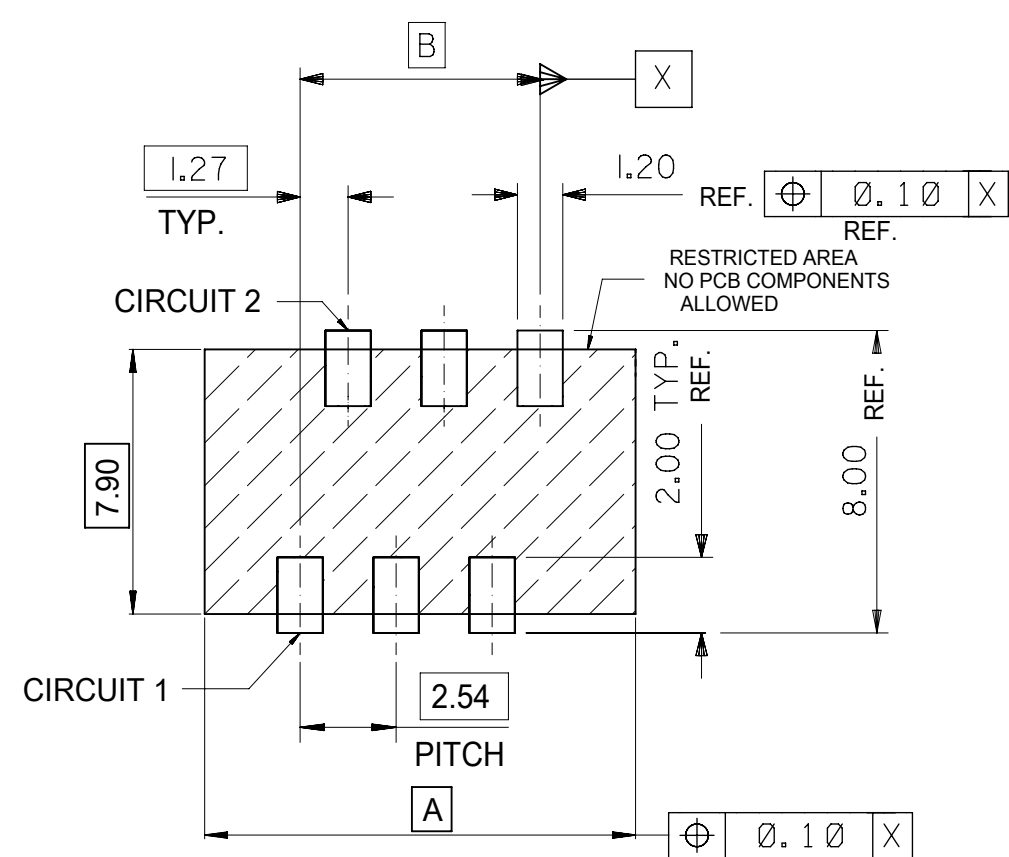 B
X
1.27
TYP.
1.20
REF.
⌖ Ø.10 X
REF.
RESTRICTED AREA
NO PCB COMPONENTS
ALLOWED
CIRCUIT 2
2.00 TYP.
REF.
REF.
8.00
7.90
CIRCUIT 1
2.54
PITCH
A
⌖ Ø.10 X